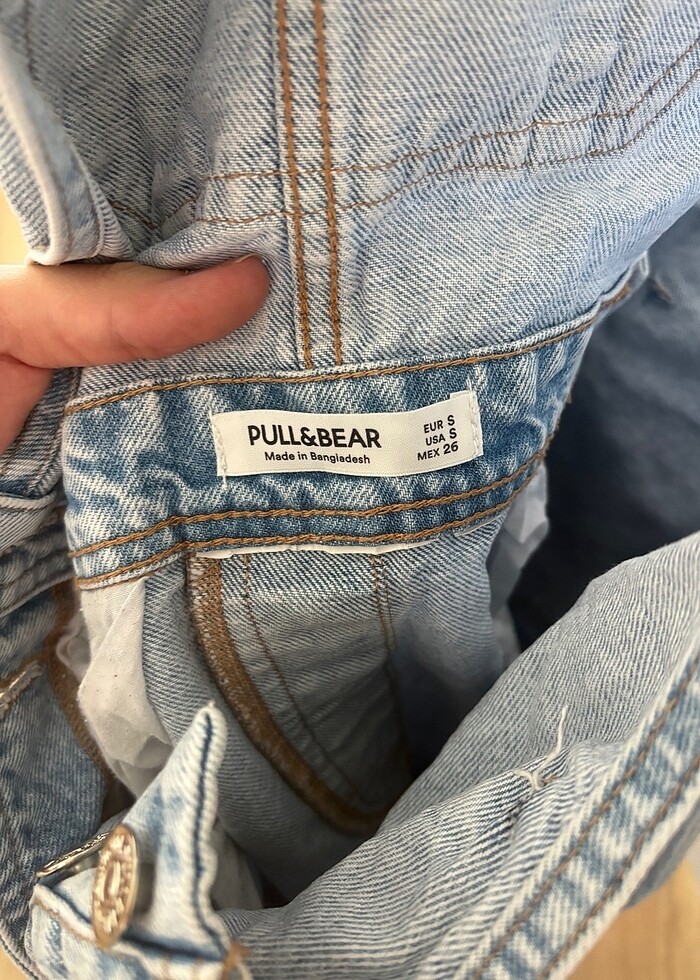 PULL&BEAR
Made in Bangladesh
EUR S
USA S
MEX 26